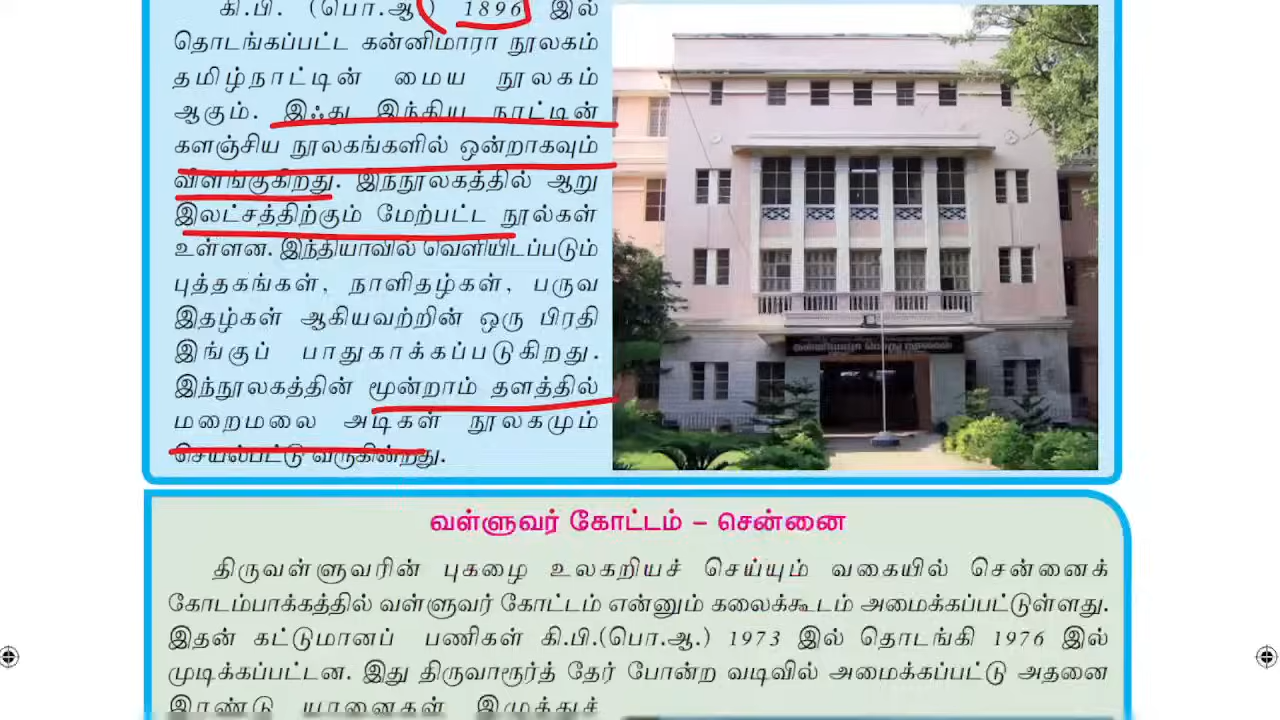 கி.பி. (பொ.ஆ) 1896 இல்
தொடங்கப்பட்ட கன்னிமாரா நூலகம்
தமிழ்நாட்டின் மைய நூலகம்
ஆகும். இஃது இந்திய நாட்டின்
களஞ்சிய நூலகங்களில் ஒன்றாகவும்
விளங்குகிறது. இந்நூலகத்தில் ஆறு
இலட்சத்திற்கும் மேற்பட்ட நூல்கள்
உள்ளன. இந்தியாவில் வெளியிடப்படும்
புத்தகங்கள், நாளிதழ்கள், பருவ
இதழ்கள் ஆகியவற்றின் ஒரு பிரதி
இங்குப் பாதுகாக்கப்படுகிறது.
இந்நூலகத்தின் மூன்றாம் தளத்தில்
மறைமலை அடிகள் நூலகமும்
செயல்பட்டு வருகின்றது.
கன்னிமாரா பொது நூலகம்
வள்ளுவர் கோட்டம் – சென்னை
திருவள்ளுவரின் புகழை உலகறியச் செய்யும் வகையில் சென்னைக்
கோடம்பாக்கத்தில் வள்ளுவர் கோட்டம் என்னும் கலைக்கூடம் அமைக்கப்பட்டுள்ளது.
இதன் கட்டுமானப் பணிகள் கி.பி.(பொ.ஆ.) 1973 இல் தொடங்கி 1976 இல்
முடிக்கப்பட்டன. இது திருவாரூர்த் தேர் போன்ற வடிவில் அமைக்கப்பட்டு அதனை
இரண்டு யானைகள் இழுத்துச்